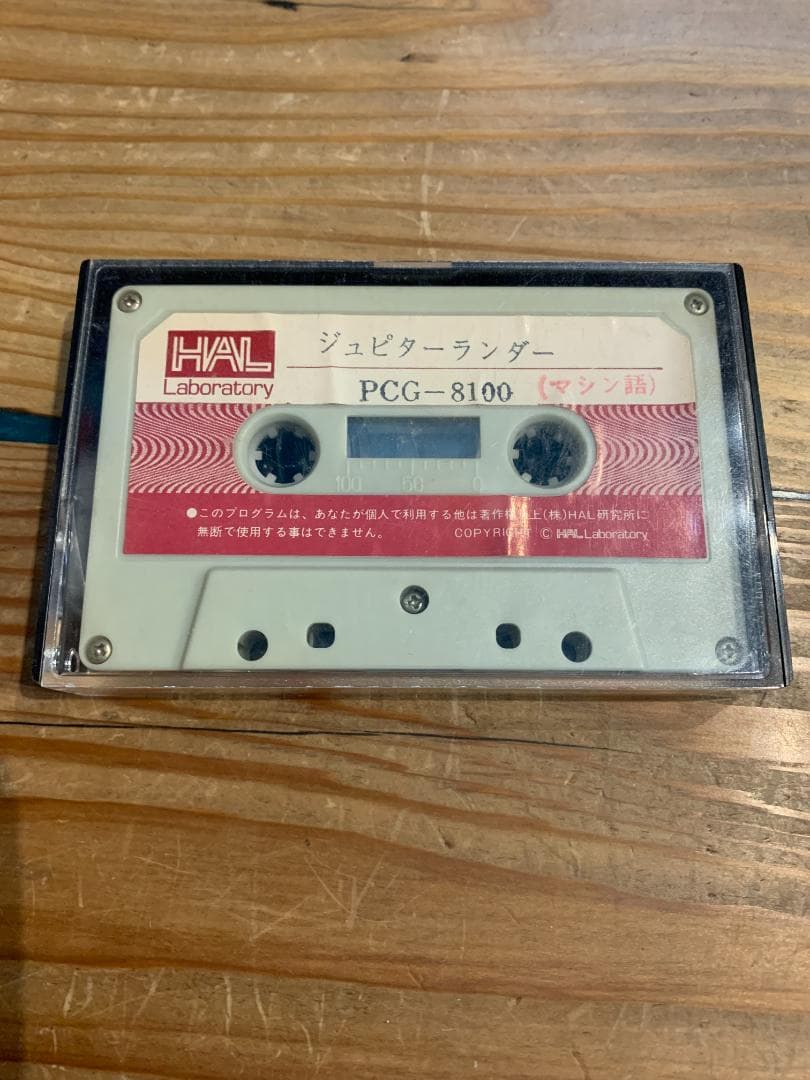 HAL
Laboratory
ジュピターランダー
PCG-8100 (マシン語)
100 50 0
●このプログラムは、あなたが個人で利用する他は著作権上(株)HAL研究所に
無断で使用する事はできません。 COPYRIGHT © HAL Laboratory